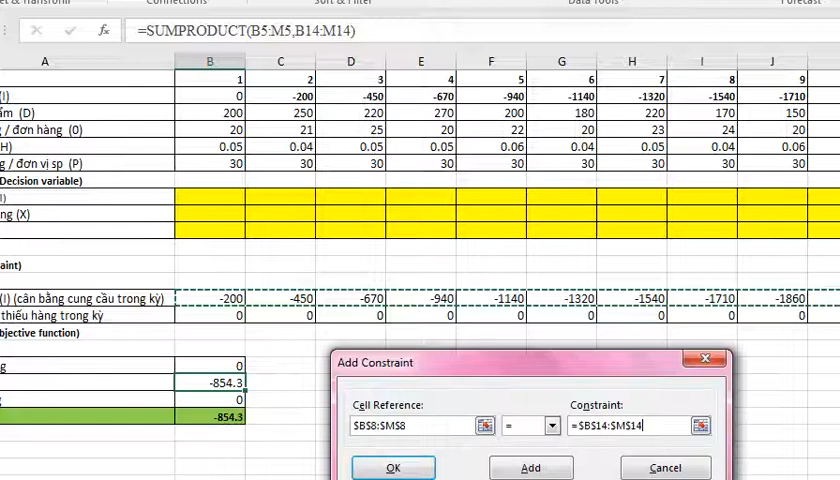 Connections
Sort & Filter
Data Tools
Forecast
fx =SUMPRODUCT(B5:M5,B14:M14)
A B C D E F G H I J
1 2 3 4 5 6 7 8 9
(I) 0 -200 -450 -670 -940 -1140 -1320 -1540 -1710
ẩm (D) 200 250 220 270 200 180 220 170 150
g / đơn hàng (0) 20 21 25 20 22 20 23 24 20
H) 0.05 0.04 0.05 0.06 0.04 0.05 0.04 0.05 0.06
g / đơn vị sp (P) 30 30 30 30 30 30 30 30 30
Decision variable)
I)
ng (X)
aint)
(I) (cân bằng cung cầu trong kỳ) -200 -450 -670 -940 -1140 -1320 -1540 -1710 -1860
thiếu hàng trong kỳ 0 0 0 0 0 0 0 0 0
bjective function)
g 0
-854.3
0
-854.3
Add Constraint
x
Cell Reference: Constraint:
$B$8:$M$8 = =$B$14:$M$14
OK Add Cancel